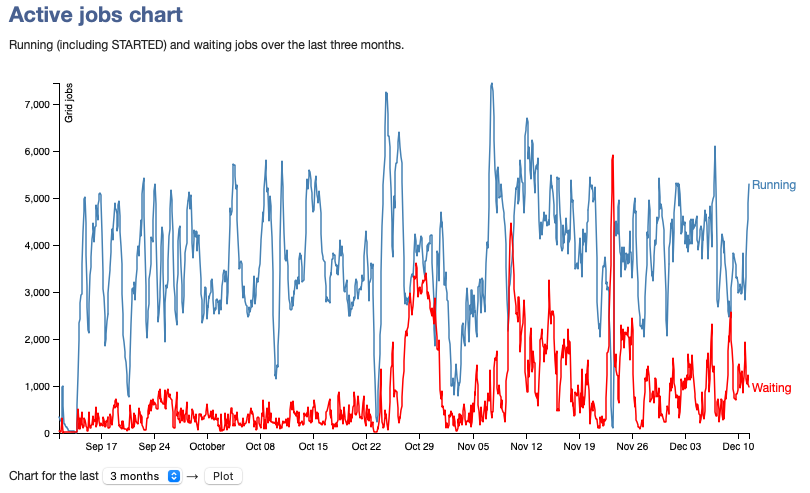 Active jobs chart
Running (including STARTED) and waiting jobs over the last three months.
Grid jobs
7,000
6,000
5,000
4,000
3,000
2,000
1,000
0
Running
Waiting
Sep 17 Sep 24 October Oct 08 Oct 15 Oct 22 Oct 29 Nov 05 Nov 12 Nov 19 Nov 26 Dec 03 Dec 10
Chart for the last 3 months → Plot